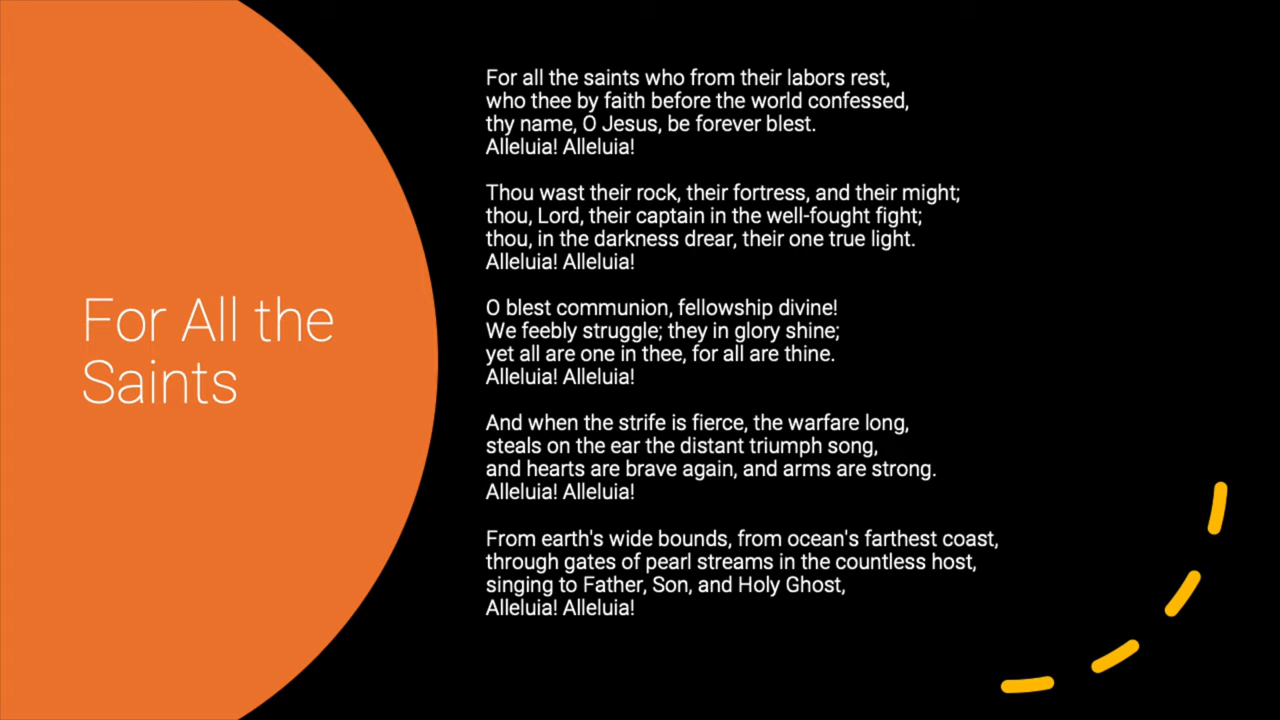 For All the
Saints
For all the saints who from their labors rest,
who thee by faith before the world confessed,
thy name, O Jesus, be forever blest.
Alleluia! Alleluia!
Thou wast their rock, their fortress, and their might;
thou, Lord, their captain in the well-fought fight;
thou, in the darkness drear, their one true light.
Alleluia! Alleluia!
O blest communion, fellowship divine!
We feebly struggle; they in glory shine;
yet all are one in thee, for all are thine.
Alleluia! Alleluia!
And when the strife is fierce, the warfare long,
steals on the ear the distant triumph song,
and hearts are brave again, and arms are strong.
Alleluia! Alleluia!
From earth's wide bounds, from ocean's farthest coast,
through gates of pearl streams in the countless host,
singing to Father, Son, and Holy Ghost,
Alleluia! Alleluia!